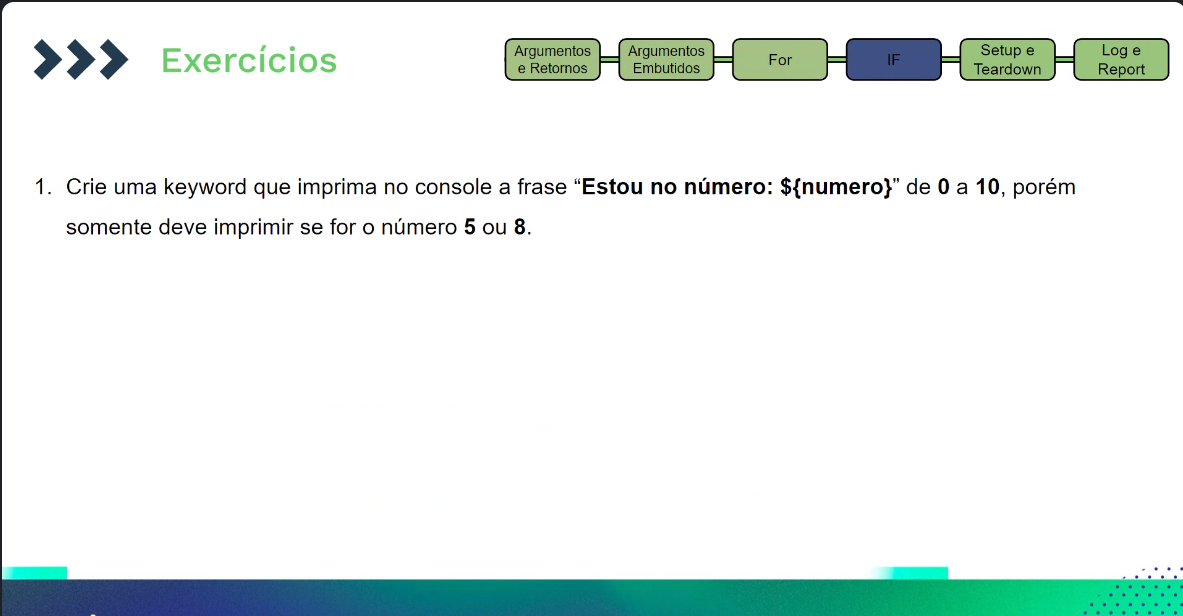 Exercícios
Argumentos
e Retornos
Argumentos
Embutidos
For
IF
Setup e
Teardown
Log e
Report
1. Crie uma keyword que imprima no console a frase “Estou no número: ${numero}” de 0 a 10, porém
somente deve imprimir se for o número 5 ou 8.